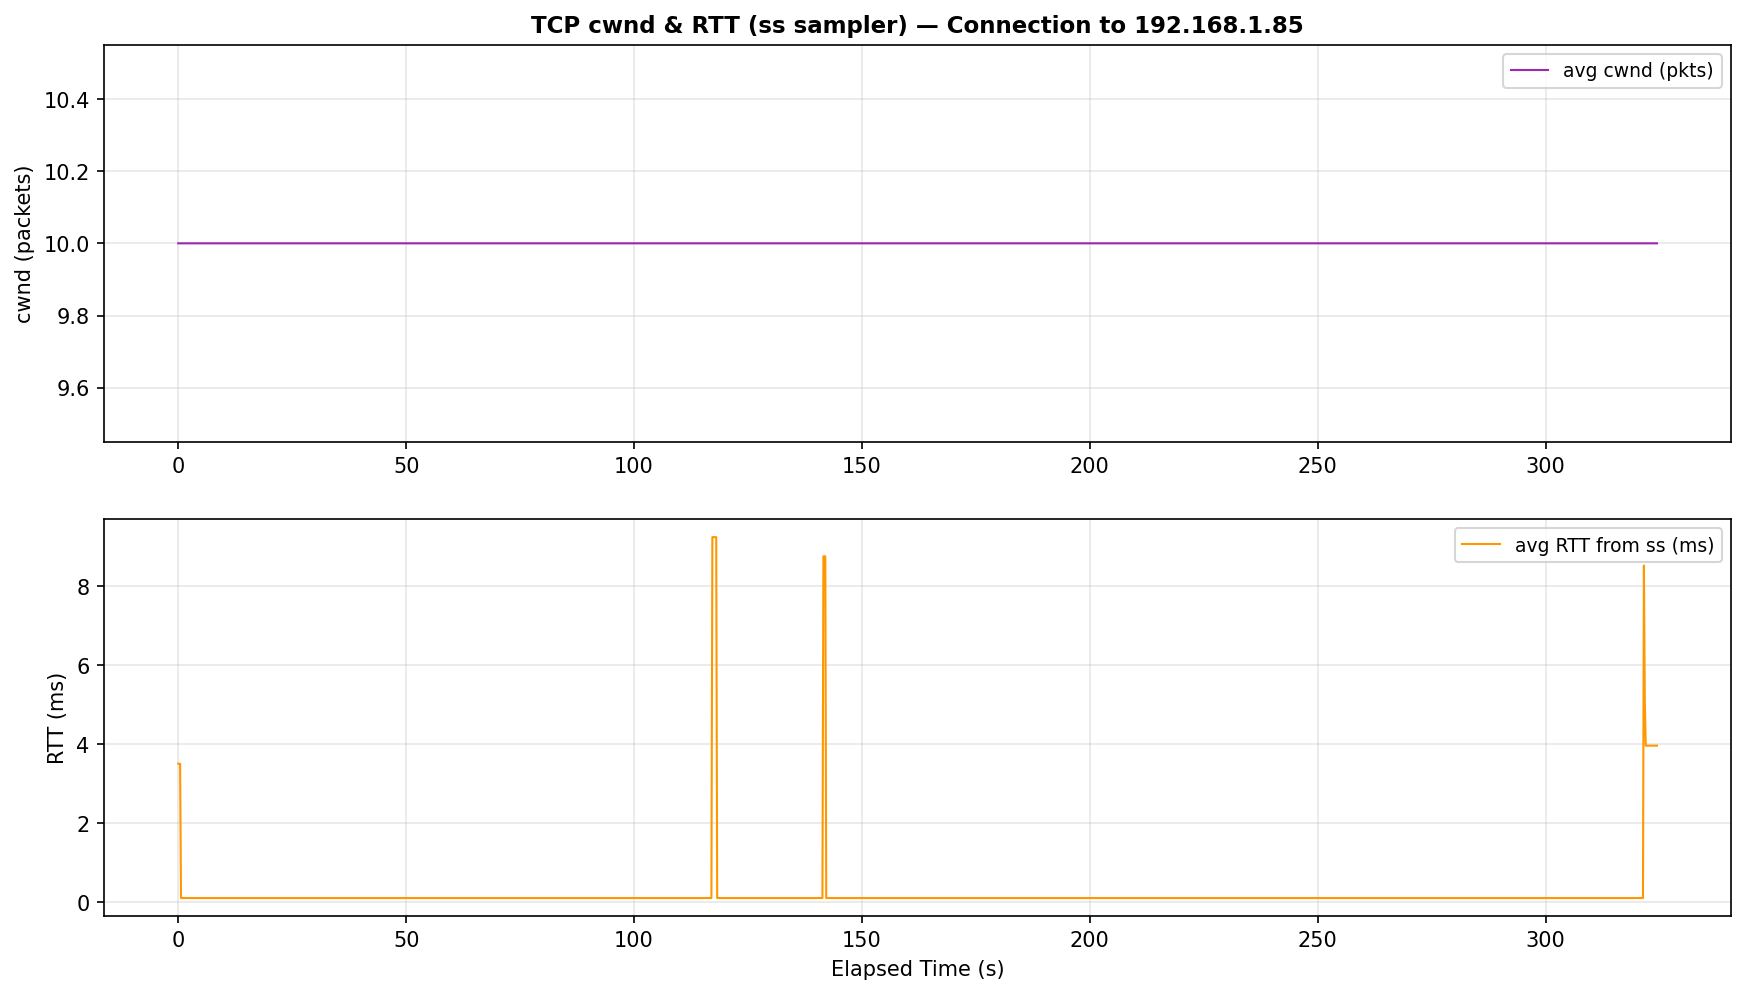 TCP cwnd & RTT (ss sampler) — Connection to 192.168.1.85
avg cwnd (pkts)
cwnd (packets)
10.4
10.2
10.0
9.8
9.6
0 50 100 150 200 250 300
avg RTT from ss (ms)
RTT (ms)
8
6
4
2
0
0 50 100 150 200 250 300
Elapsed Time (s)